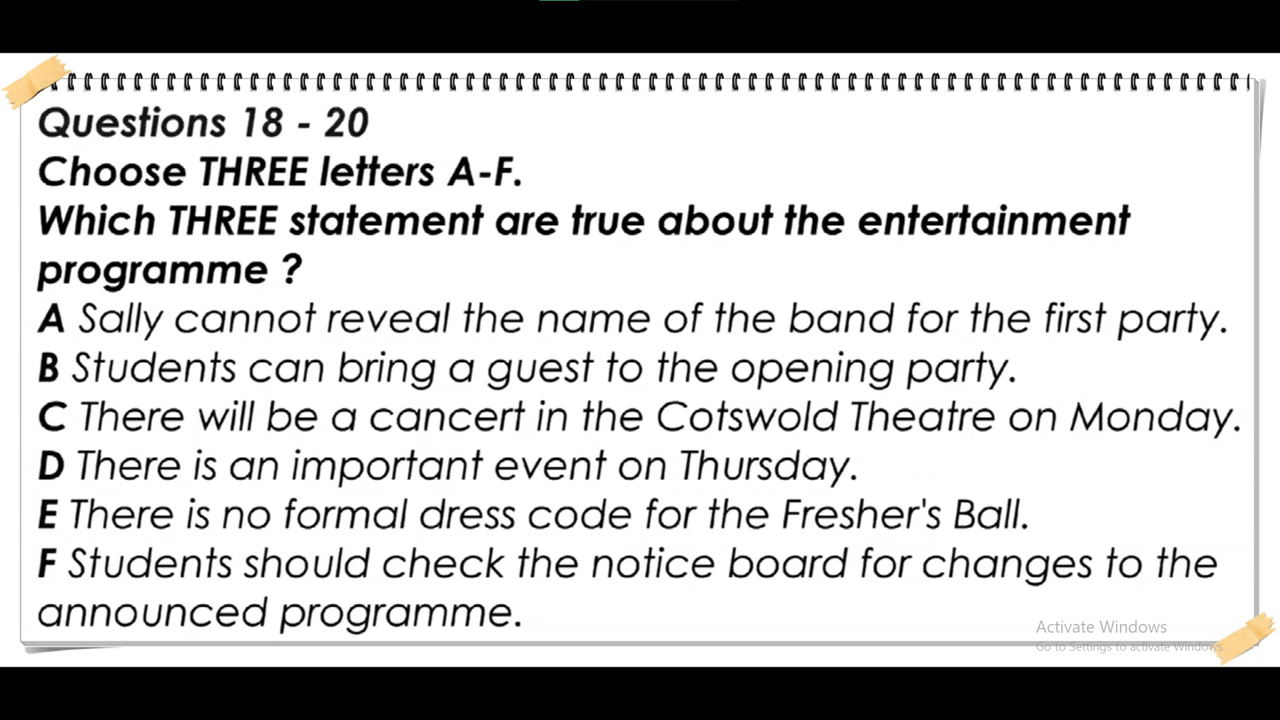 Questions 18 - 20
Choose THREE letters A-F.
Which THREE statement are true about the entertainment
programme ?
A Sally cannot reveal the name of the band for the first party.
B Students can bring a guest to the opening party.
C There will be a cancert in the Cotswold Theatre on Monday.
D There is an important event on Thursday.
E There is no formal dress code for the Fresher's Ball.
F Students should check the notice board for changes to the
announced programme.
Activate Windows
Go to Settings to activate Windows.